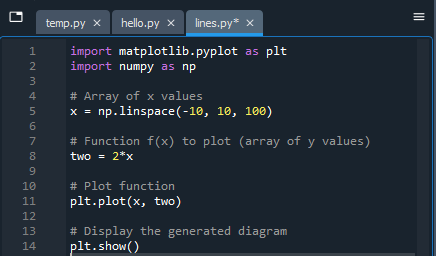 temp.py hello.py lines.py*
1 import matplotlib.pyplot as plt
2 import numpy as np
3
4 # Array of x values
5 x = np.linspace(-10, 10, 100)
6
7 # Function f(x) to plot (array of y values)
8 two = 2*x
9
10 # Plot function
11 plt.plot(x, two)
12
13 # Display the generated diagram
14 plt.show()